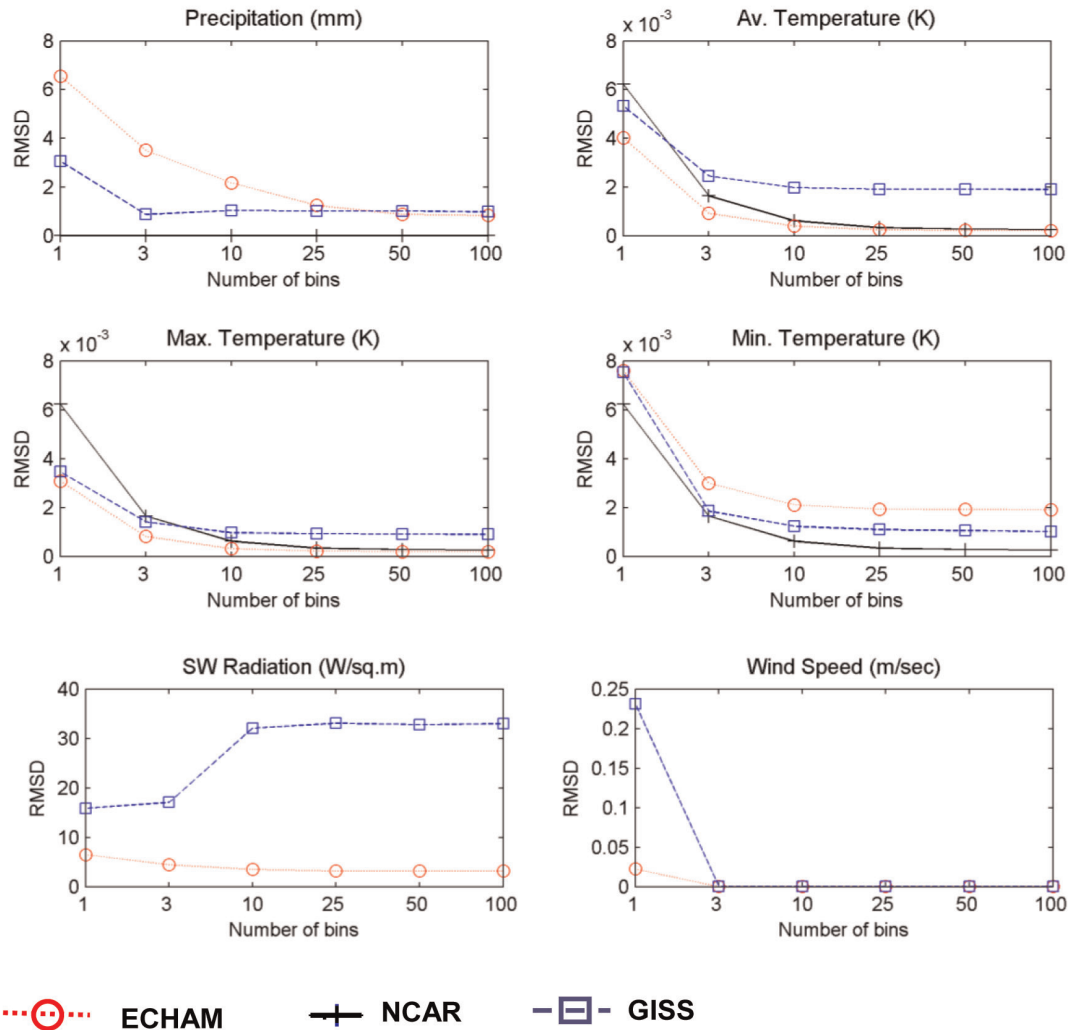 Precipitation (mm)
8
6
4
2
0
RMSD
1 3 10 25 50 100
Number of bins
Av. Temperature (K)
x 10-3
8
6
4
2
0
RMSD
1 3 10 25 50 100
Number of bins
Max. Temperature (K)
x 10-3
8
6
4
2
0
RMSD
1 3 10 25 50 100
Number of bins
Min. Temperature (K)
x 10-3
8
6
4
2
0
RMSD
1 3 10 25 50 100
Number of bins
SW Radiation (W/sq.m)
40
30
20
10
0
RMSD
1 3 10 25 50 100
Number of bins
Wind Speed (m/sec)
0.25
0.2
0.15
0.1
0.05
0
RMSD
1 3 10 25 50 100
Number of bins
ECHAM NCAR GISS